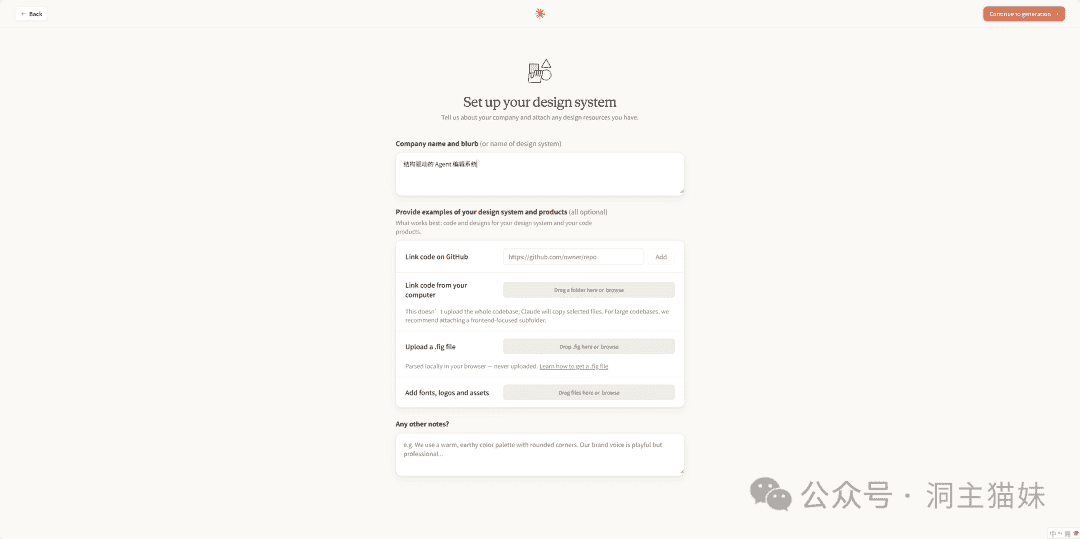 ← Back
Continue to generation →
Set up your design system
Tell us about your company and attach any design resources you have.
Company name and blurb (or name of design system)
结构驱动的 Agent 编辑系统
Provide examples of your design system and products (all optional)
What works best: code and designs for your design system and your code
products.
Link code on GitHub
https://github.com/owner/repo
Add
Link code from your
computer
Drag a folder here or browse
This doesn't upload the whole codebase; Claude will copy selected files. For large codebases, we
recommend attaching a frontend-focused subfolder.
Upload a .fig file
Drop .fig here or browse
Parsed locally in your browser — never uploaded. Learn how to get a .fig file
Add fonts, logos and assets
Drag files here or browse
Any other notes?
e.g. We use a warm, earthy color palette with rounded corners. Our brand voice is playful but
professional...
公众号 · 洞主猫妹
中